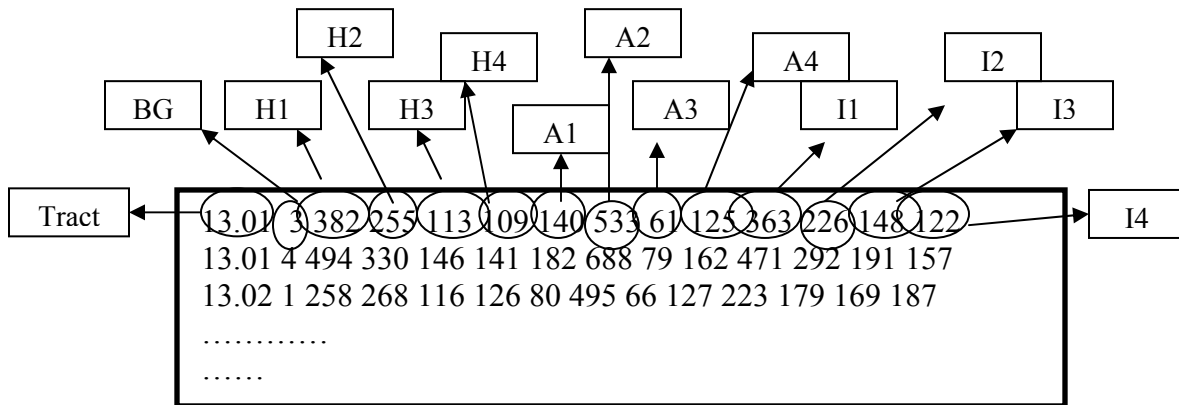 H2
A2
H4
A4
I2
BG
H1
H3
A1
A3
I1
I3
Tract
13.01 3 382 255 113 109 140 533 61 125 363 226 148 122
I4
13.01 4 494 330 146 141 182 688 79 162 471 292 191 157
13.02 1 258 268 116 126 80 495 66 127 223 179 169 187
…………
……